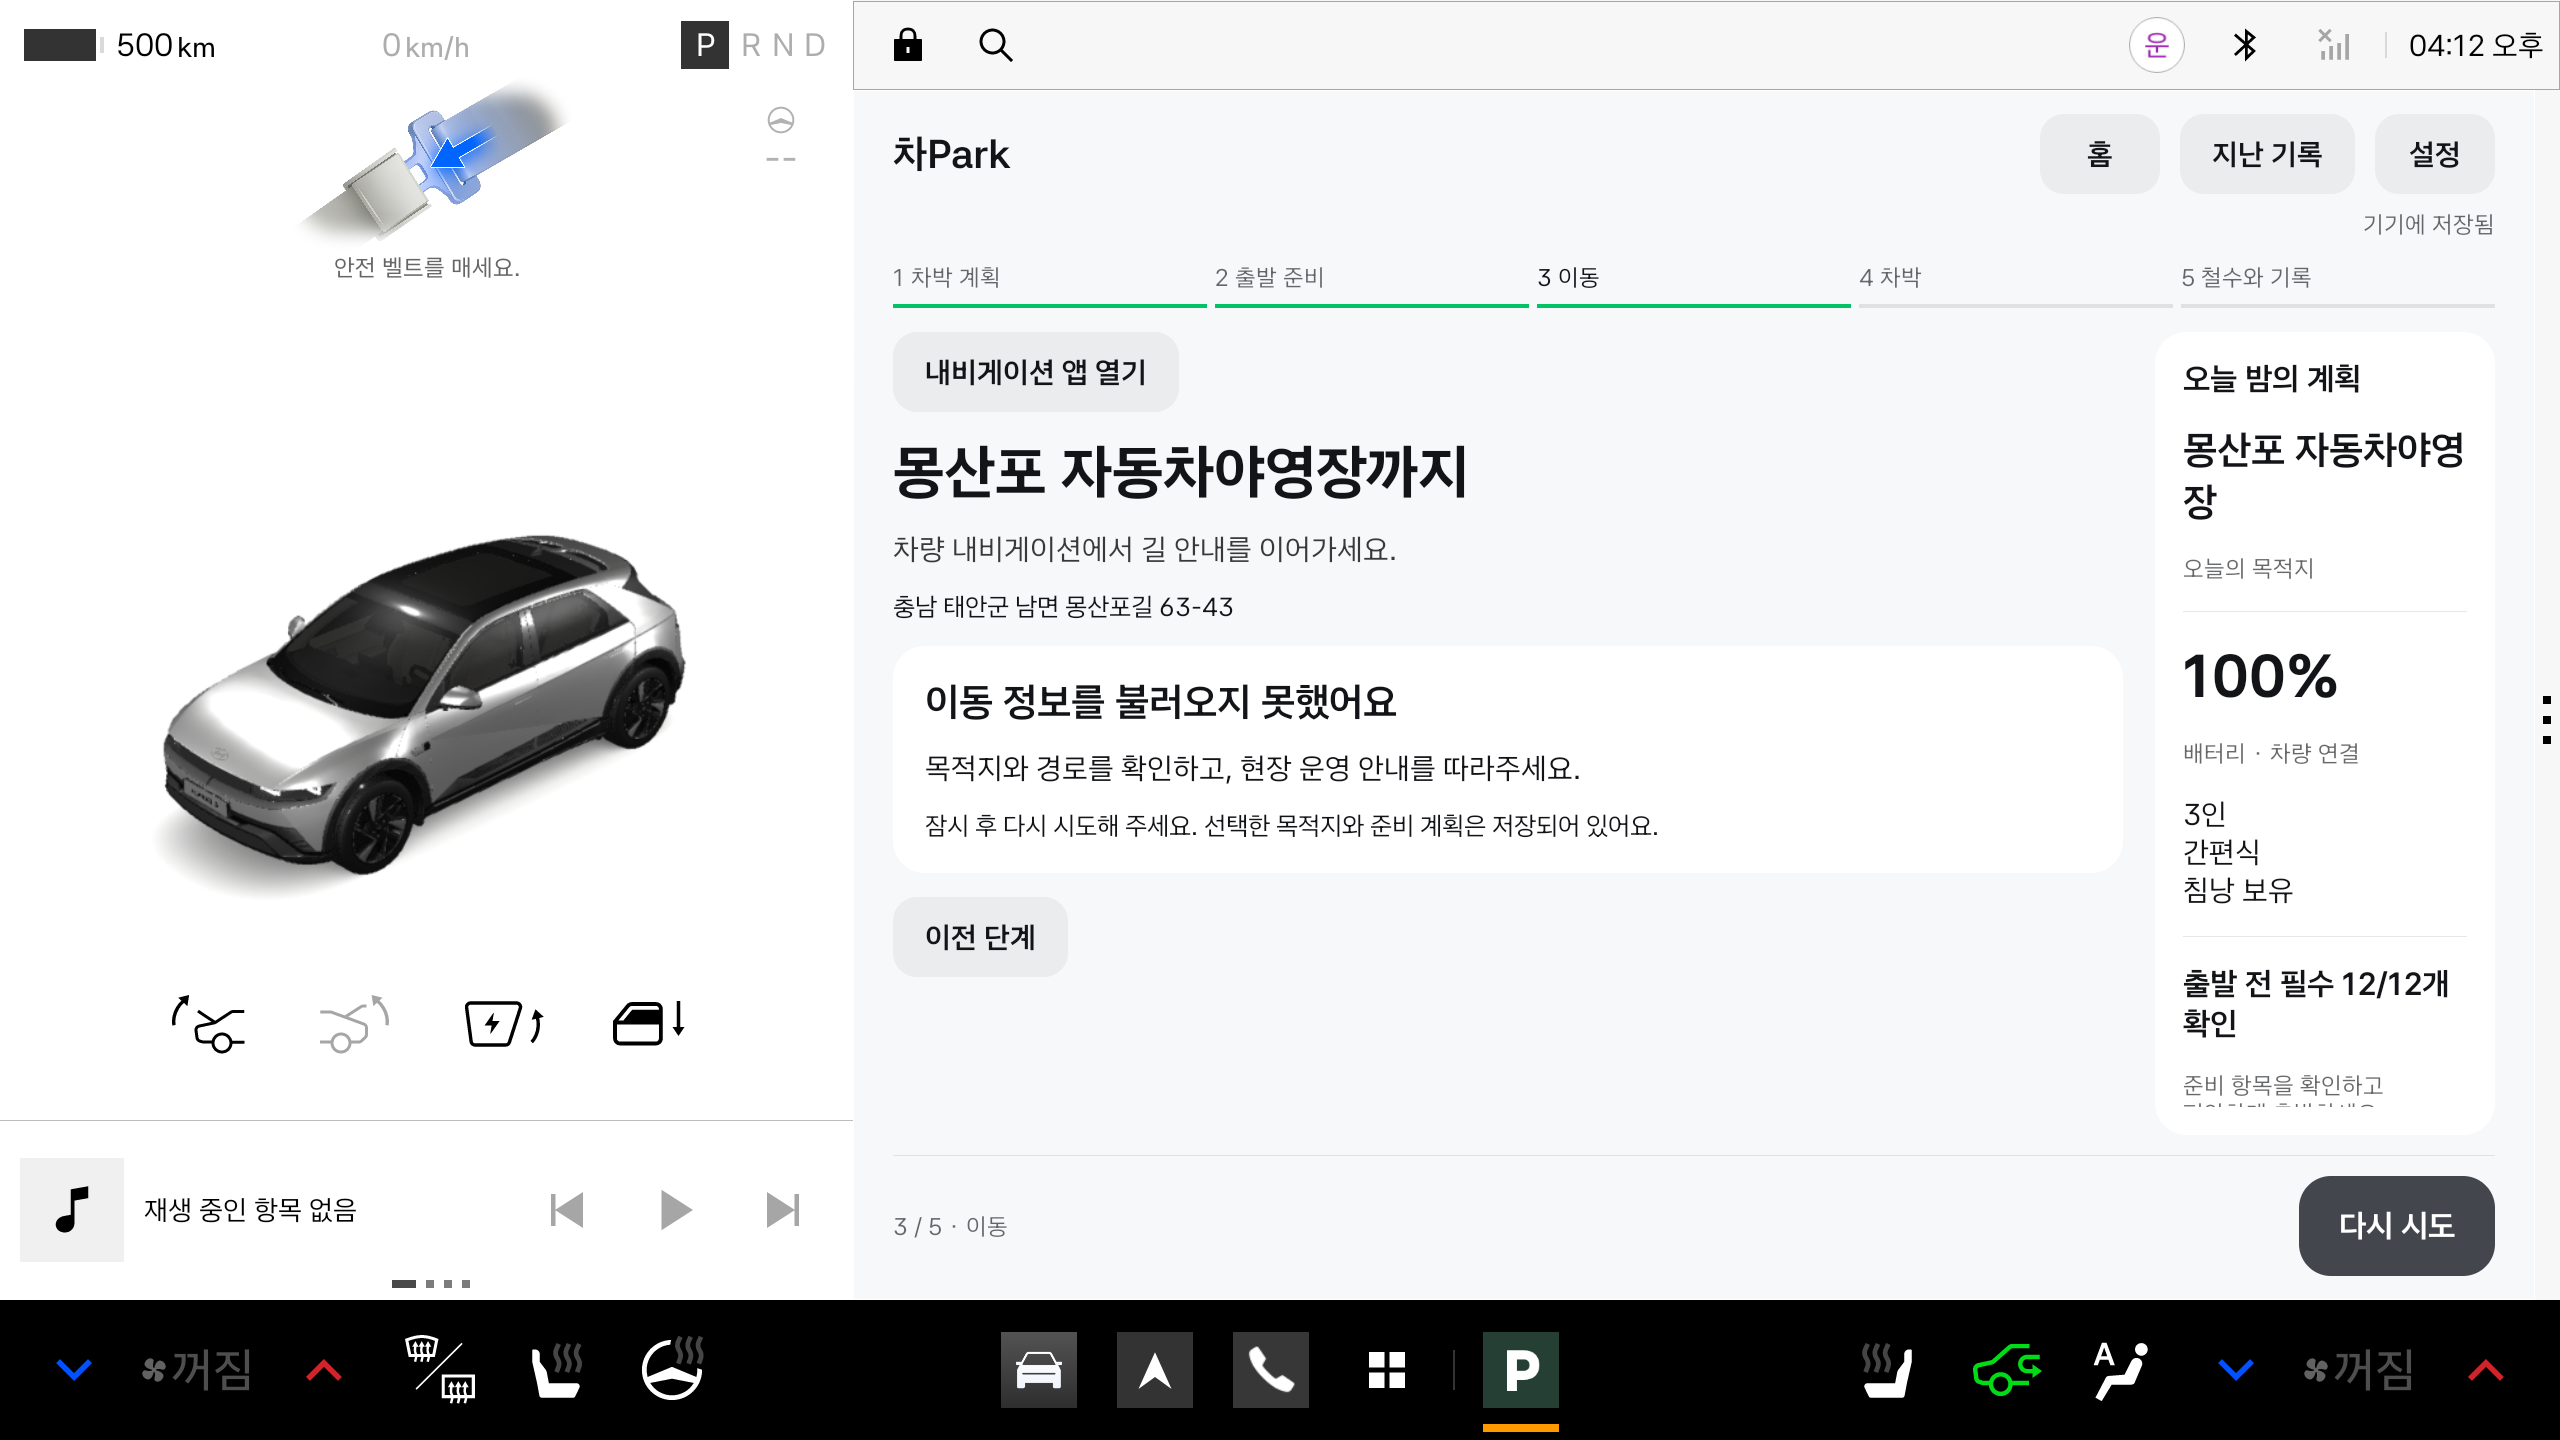 500 km
0 km/h
P R N D
운
04:12 오후
안전 벨트를 매세요.
차Park
홈
지난 기록
설정
기기에 저장됨
1 차박 계획
2 출발 준비
3 이동
4 차박
5 철수와 기록
내비게이션 앱 열기
몽산포 자동차야영장까지
차량 내비게이션에서 길 안내를 이어가세요.
충남 태안군 남면 몽산포길 63-43
이동 정보를 불러오지 못했어요
목적지와 경로를 확인하고, 현장 운영 안내를 따라주세요.
잠시 후 다시 시도해 주세요. 선택한 목적지와 준비 계획은 저장되어 있어요.
이전 단계
오늘 밤의 계획
몽산포 자동차야영
장
오늘의 목적지
100%
배터리 · 차량 연결
3인
간편식
침낭 보유
출발 전 필수 12/12개
확인
준비 항목을 확인하고
3 / 5 · 이동
다시 시도
재생 중인 항목 없음
꺼짐
P
A
꺼짐